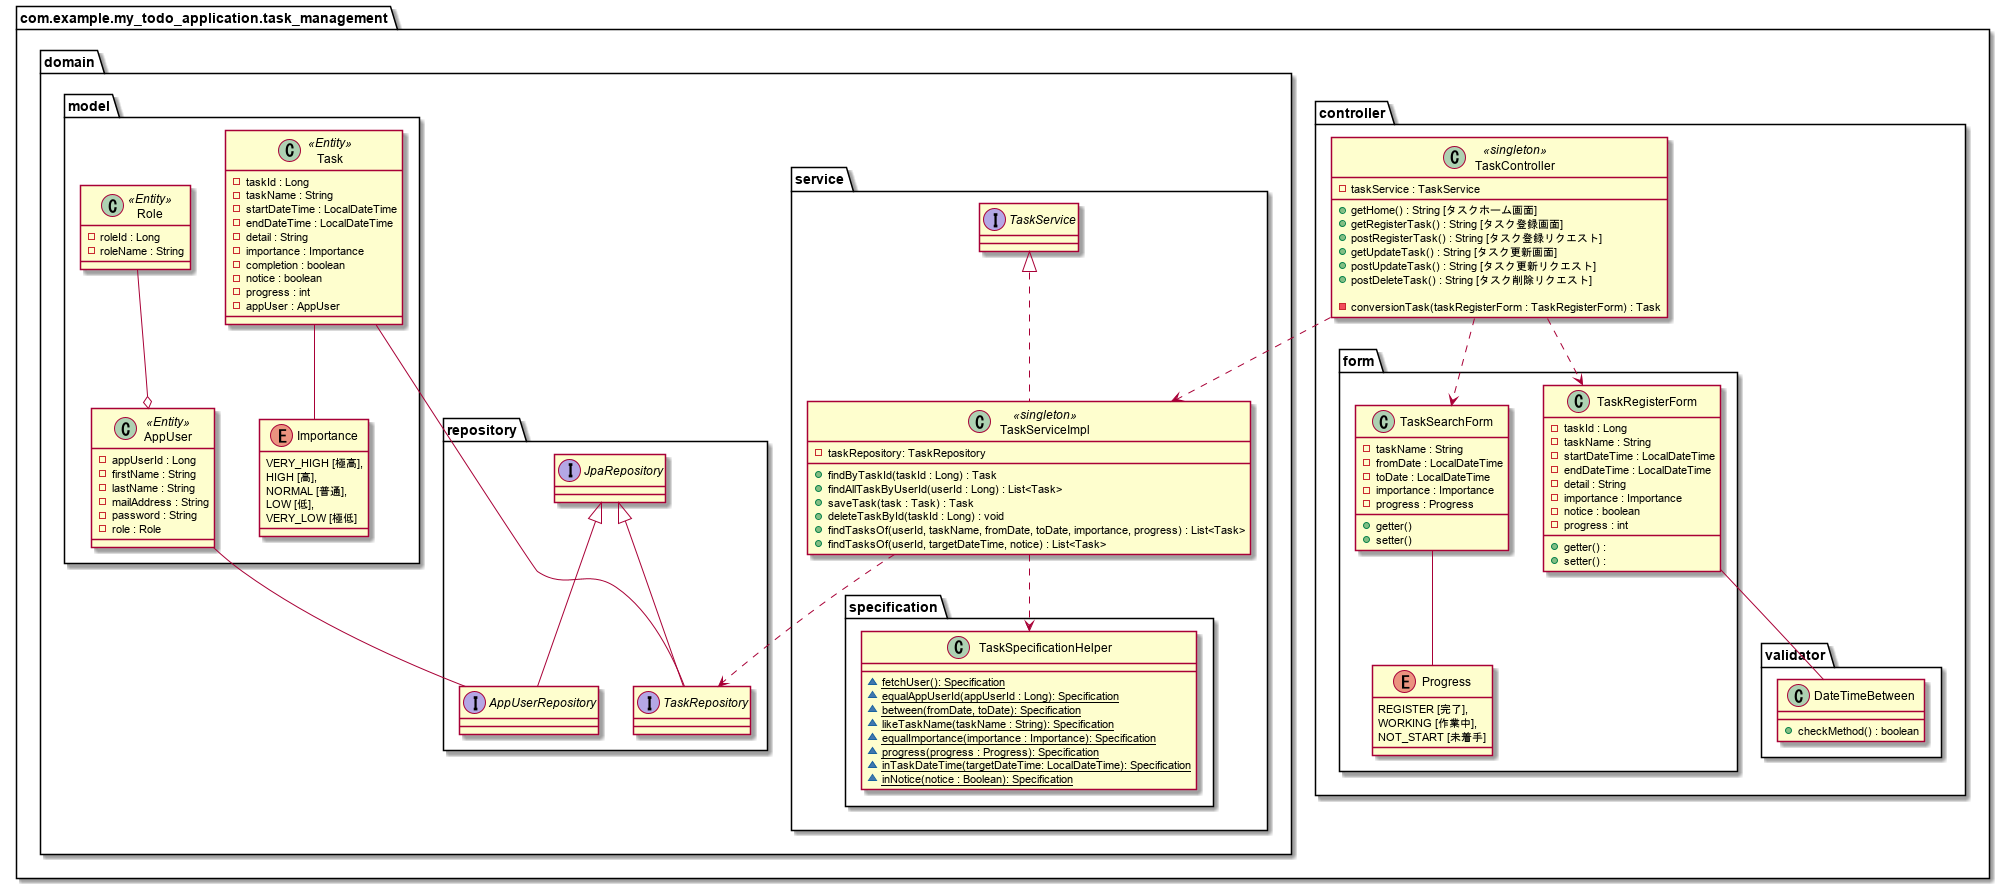 com.example.my_todo_application.task_management
domain
model
«Entity»
Task
taskId : Long
taskName : String
startDateTime : LocalDateTime
endDateTime : LocalDateTime
detail : String
importance : Importance
completion : boolean
notice : boolean
progress : int
appUser : AppUser
«Entity»
Role
roleId : Long
roleName : String
«Entity»
AppUser
appUserId : Long
firstName : String
lastName : String
mailAddress : String
password : String
role : Role
Importance
VERY_HIGH [極高],
HIGH [高],
NORMAL [普通],
LOW [低],
VERY_LOW [極低]
repository
JpaRepository
AppUserRepository
TaskRepository
service
TaskService
«singleton»
TaskServiceImpl
taskRepository: TaskRepository
findByTaskId(taskId : Long) : Task
findAllTaskByUserId(userId : Long) : List<Task>
saveTask(task : Task) : Task
deleteTaskById(taskId : Long) : void
findTasksOf(userId, taskName, fromDate, toDate, importance, progress) : List<Task>
findTasksOf(userId, targetDateTime, notice) : List<Task>
specification
TaskSpecificationHelper
fetchUser(): Specification
equalAppUserId(appUserId : Long): Specification
between(fromDate, toDate): Specification
likeTaskName(taskName : String): Specification
equalImportance(importance : Importance): Specification
progress(progress : Progress): Specification
inTaskDateTime(targetDateTime: LocalDateTime): Specification
inNotice(notice : Boolean): Specification
controller
«singleton»
TaskController
taskService : TaskService
getHome() : String [タスクホーム画面]
getRegisterTask() : String [タスク登録画面]
postRegisterTask() : String [タスク登録リクエスト]
getUpdateTask() : String [タスク更新画面]
postUpdateTask() : String [タスク更新リクエスト]
postDeleteTask() : String [タスク削除リクエスト]
conversionTask(taskRegisterForm : TaskRegisterForm) : Task
form
TaskSearchForm
taskName : String
fromDate : LocalDateTime
toDate : LocalDateTime
importance : Importance
progress : Progress
getter()
setter()
TaskRegisterForm
taskId : Long
taskName : String
startDateTime : LocalDateTime
endDateTime : LocalDateTime
detail : String
importance : Importance
notice : boolean
progress : int
getter() :
setter() :
Progress
REGISTER [完了],
WORKING [作業中],
NOT_START [未着手]
validator
DateTimeBetween
checkMethod() : boolean